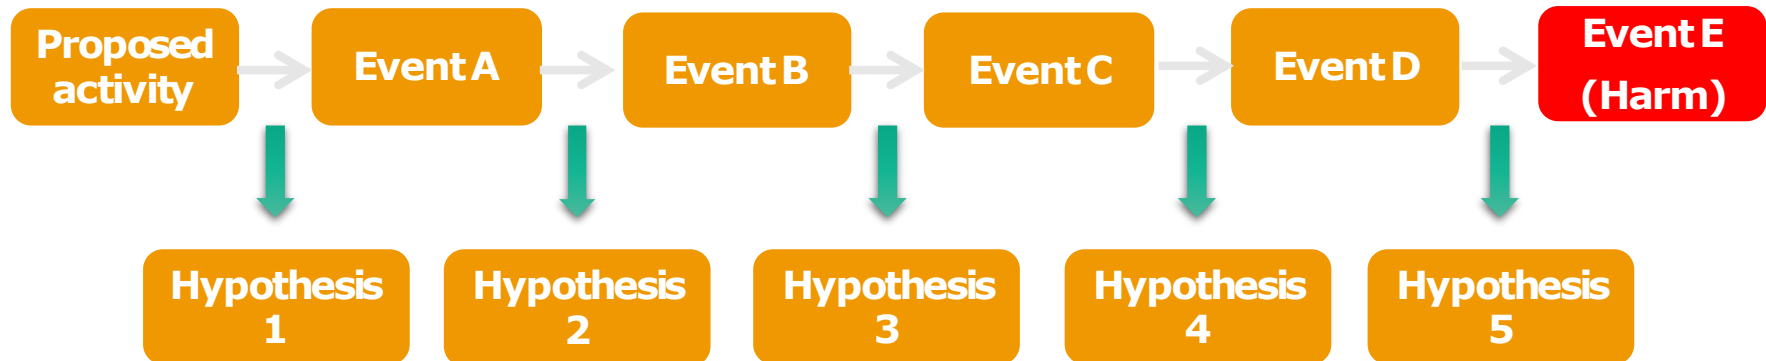 Proposed
activity
Event A
Event B
Event C
Event D
Event E
(Harm)
Hypothesis
1
Hypothesis
2
Hypothesis
3
Hypothesis
4
Hypothesis
5